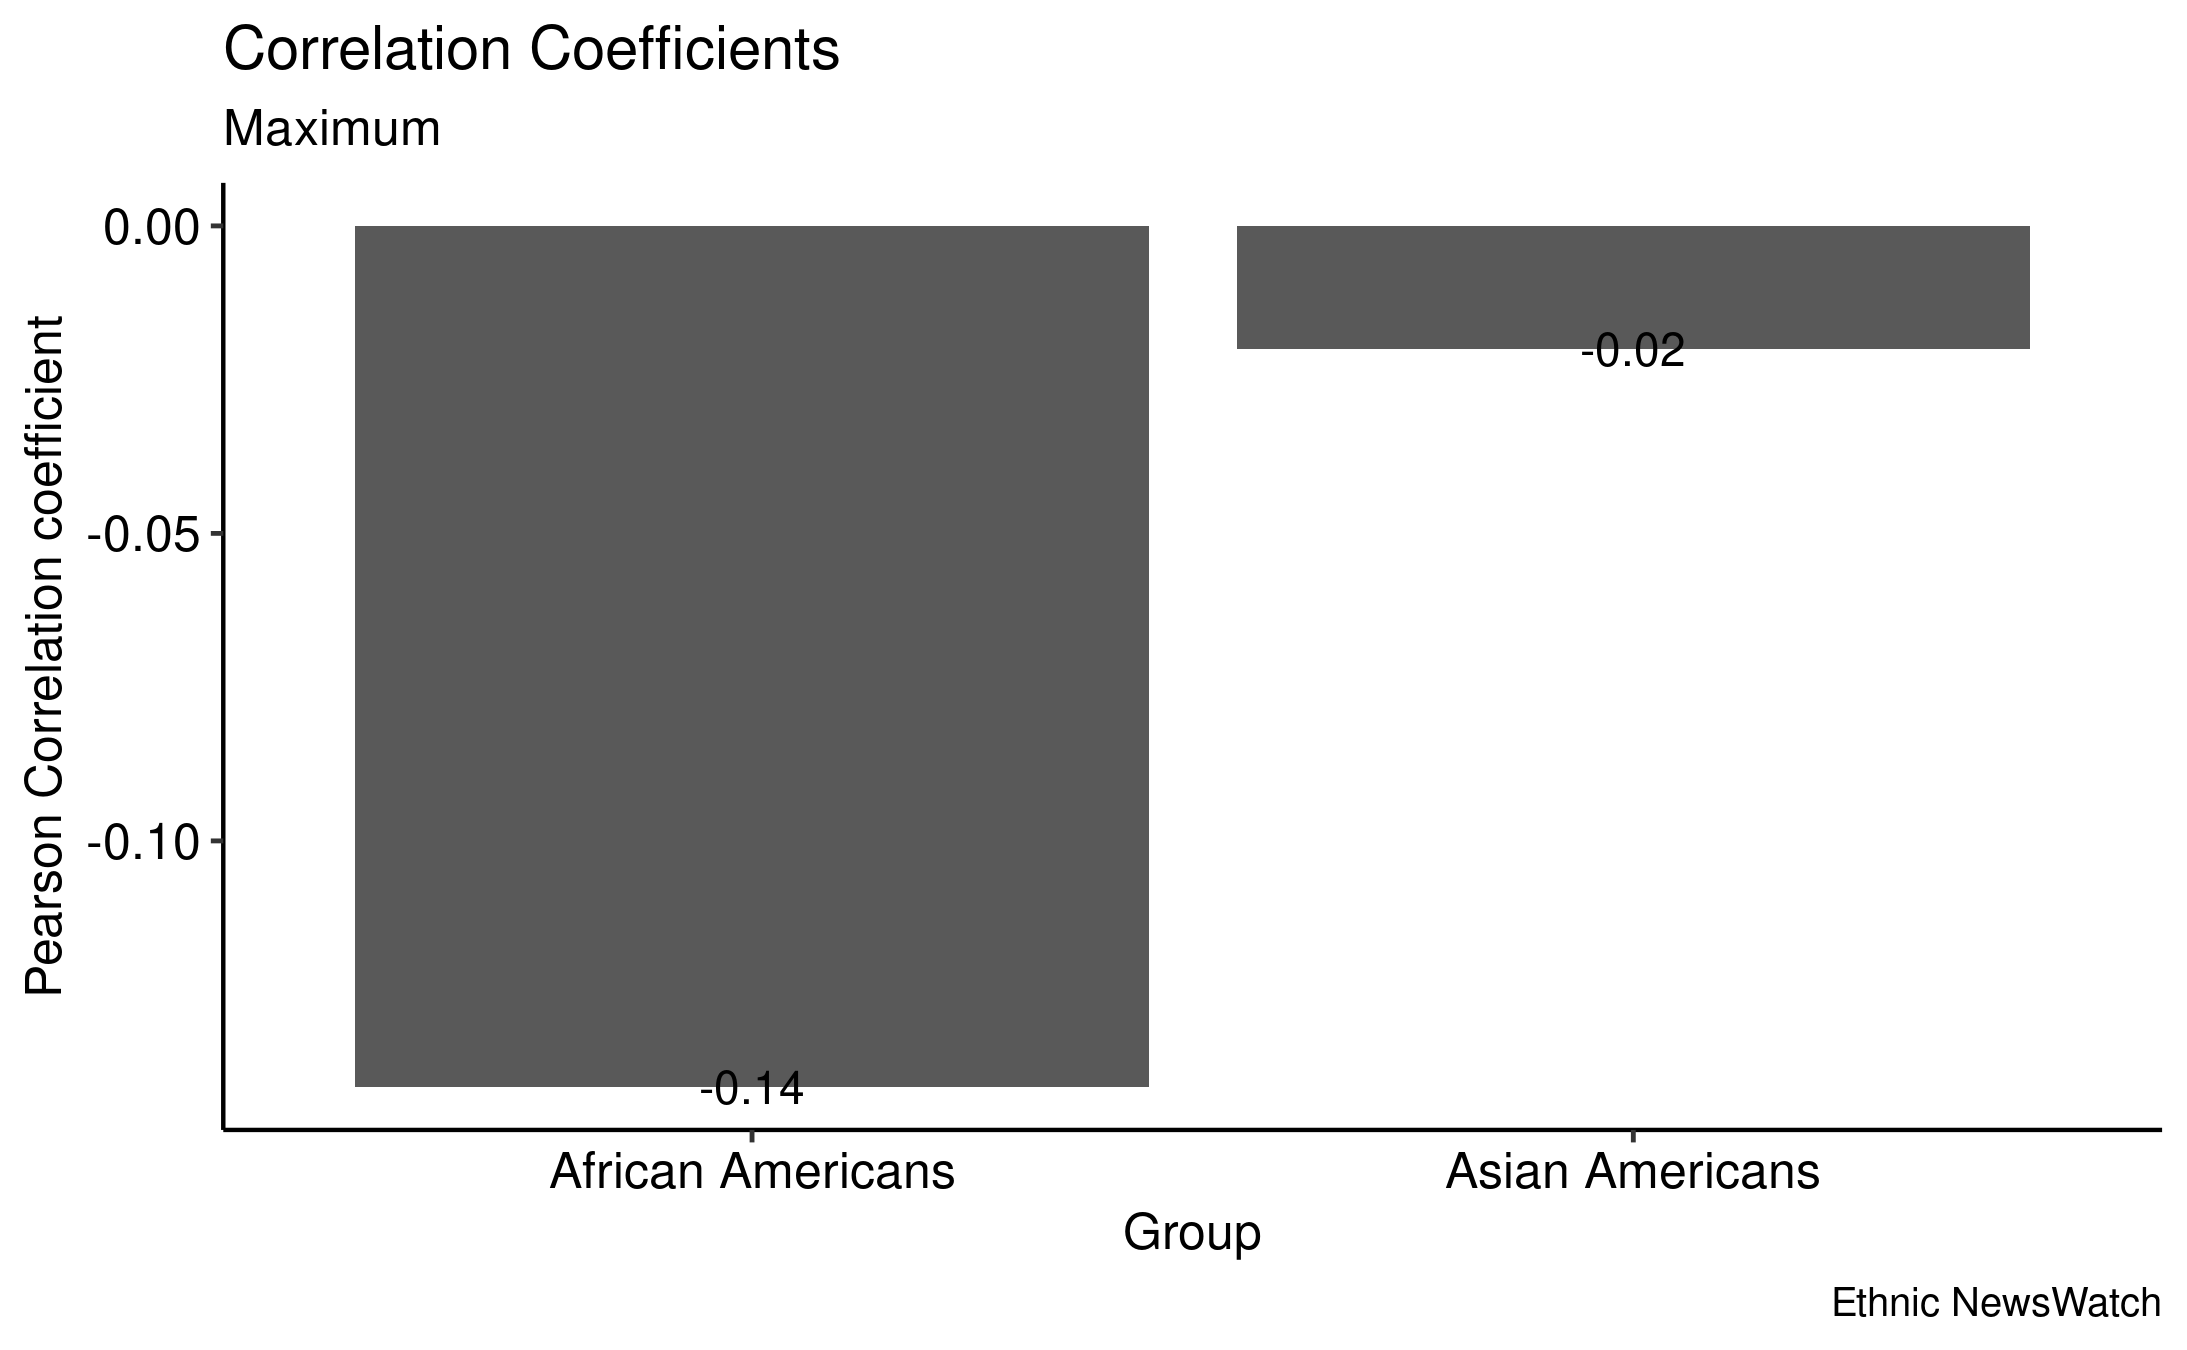 Correlation Coefficients
Maximum
Pearson Correlation coefficient
0.00
-0.05
-0.10
-0.14
-0.02
African Americans
Asian Americans
Group
Ethnic NewsWatch